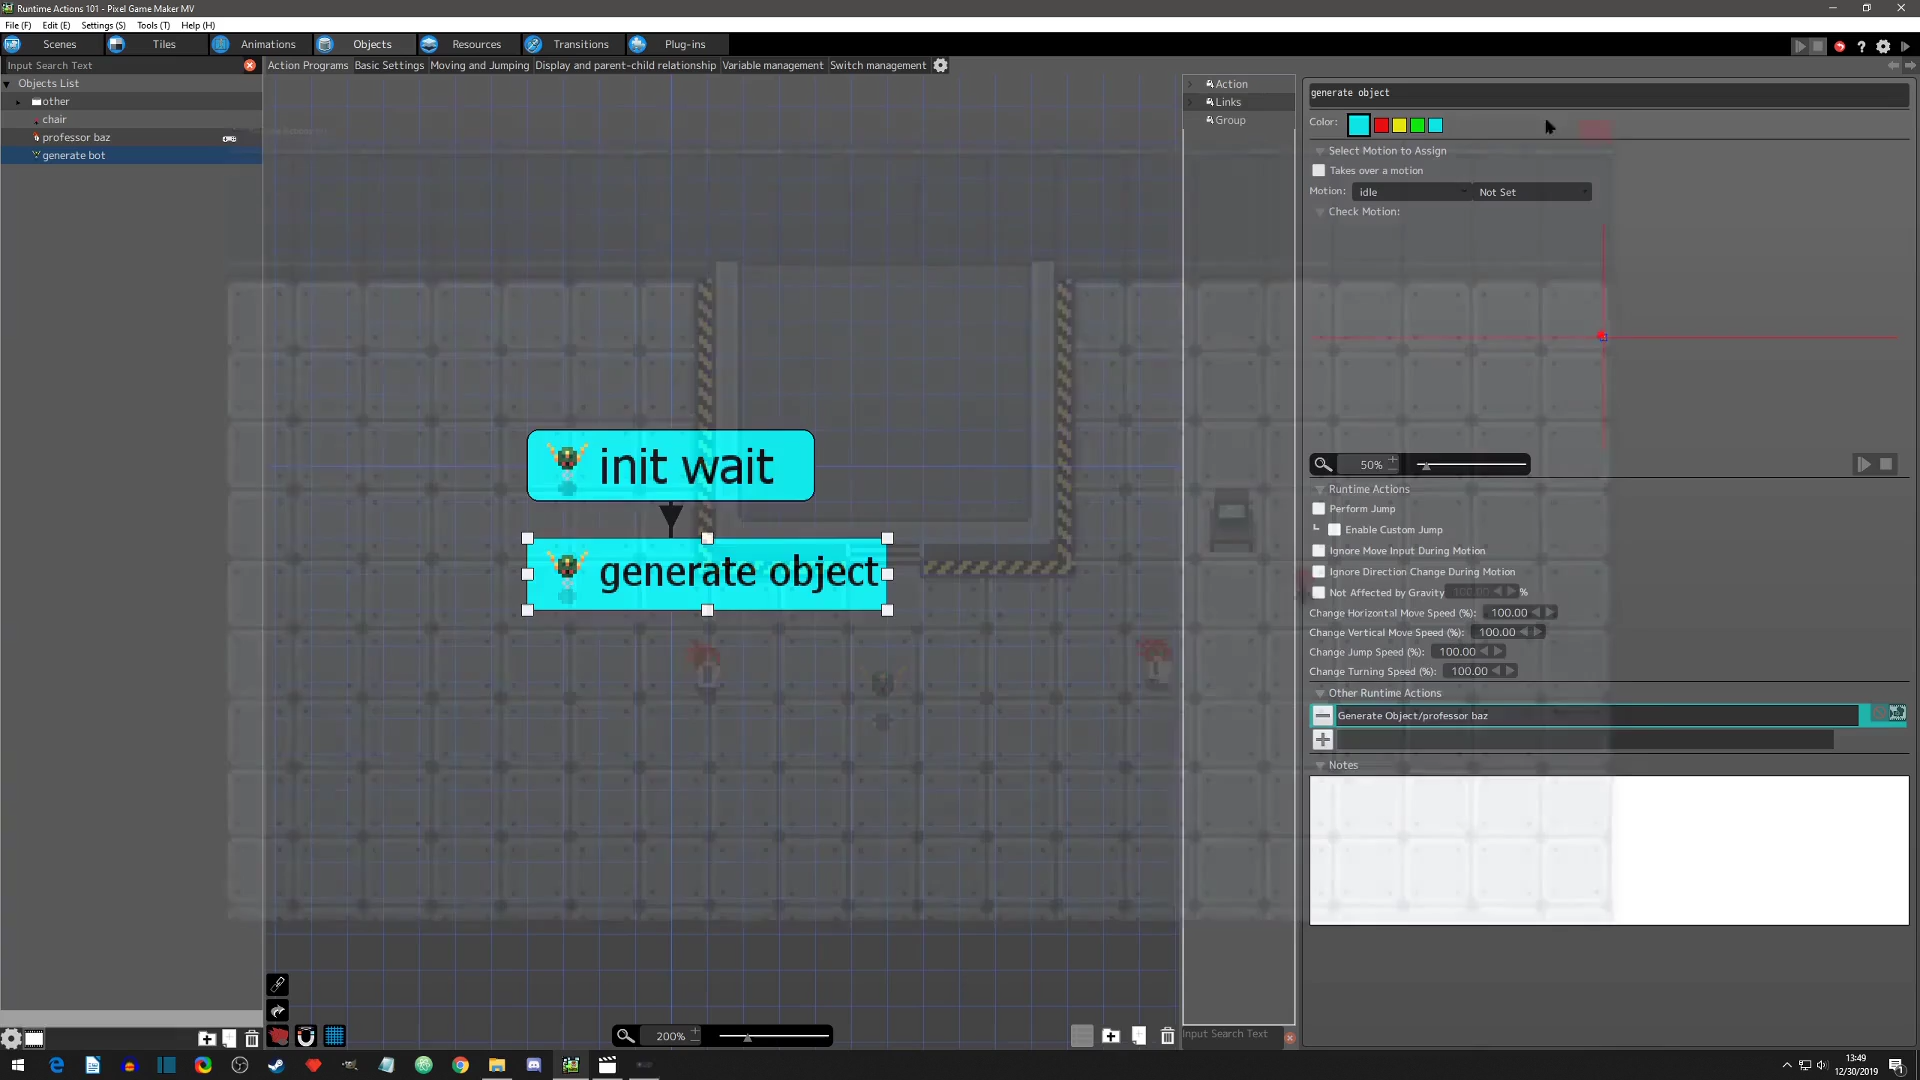 Runtime Actions 101 - Pixel Game Maker MV
File (F) Edit (E) Settings (S) Tools (T) Help (H)
Scenes Tiles Animations Objects Resources Transitions Plug-ins
Input Search Text
Action Programs Basic Settings Moving and Jumping Display and parent-child relationship Variable management Switch management
Objects List
other
chair
professor baz
generate bot
init wait
generate object
200%
Action
Links
Group
Input Search Text
generate object
Color:
Select Motion to Assign
Takes over a motion
Motion: idle Not Set
Check Motion:
50%
Runtime Actions
Perform Jump
Enable Custom Jump
Ignore Move Input During Motion
Ignore Direction Change During Motion
Not Affected by Gravity 100.00 %
Change Horizontal Move Speed (%): 100.00
Change Vertical Move Speed (%): 100.00
Change Jump Speed (%): 100.00
Change Turning Speed (%): 100.00
Other Runtime Actions
Generate Object/professor baz
Notes
13:49
12/30/2019